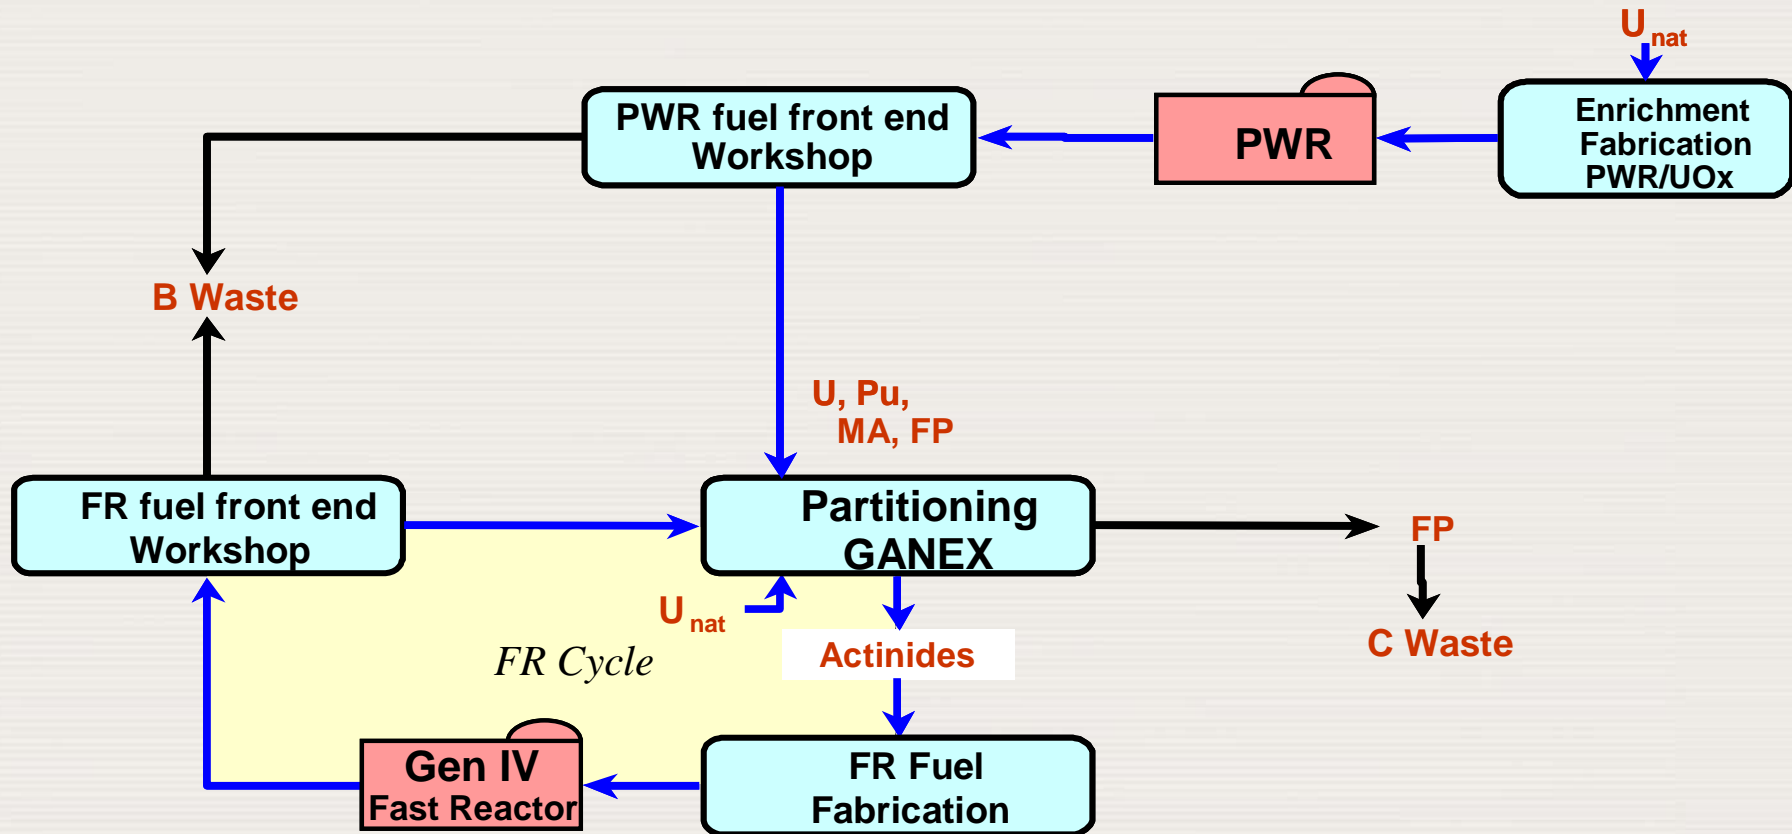 U nat
PWR fuel front end
Workshop
PWR
Enrichment
Fabrication
PWR/UOx
B Waste
U, Pu,
MA, FP
FR fuel front end
Workshop
Partitioning
GANEX
FP
U nat
Actinides
C Waste
FR Cycle
Gen IV
Fast Reactor
FR Fuel
Fabrication